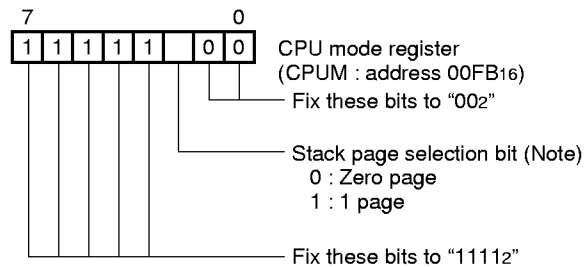 7 0
1 1 1 1 1 0 0
CPU mode register
(CPUM : address 00FB16)
Fix these bits to “002”
Stack page selection bit (Note)
0 : Zero page
1 : 1 page
Fix these bits to “11112”